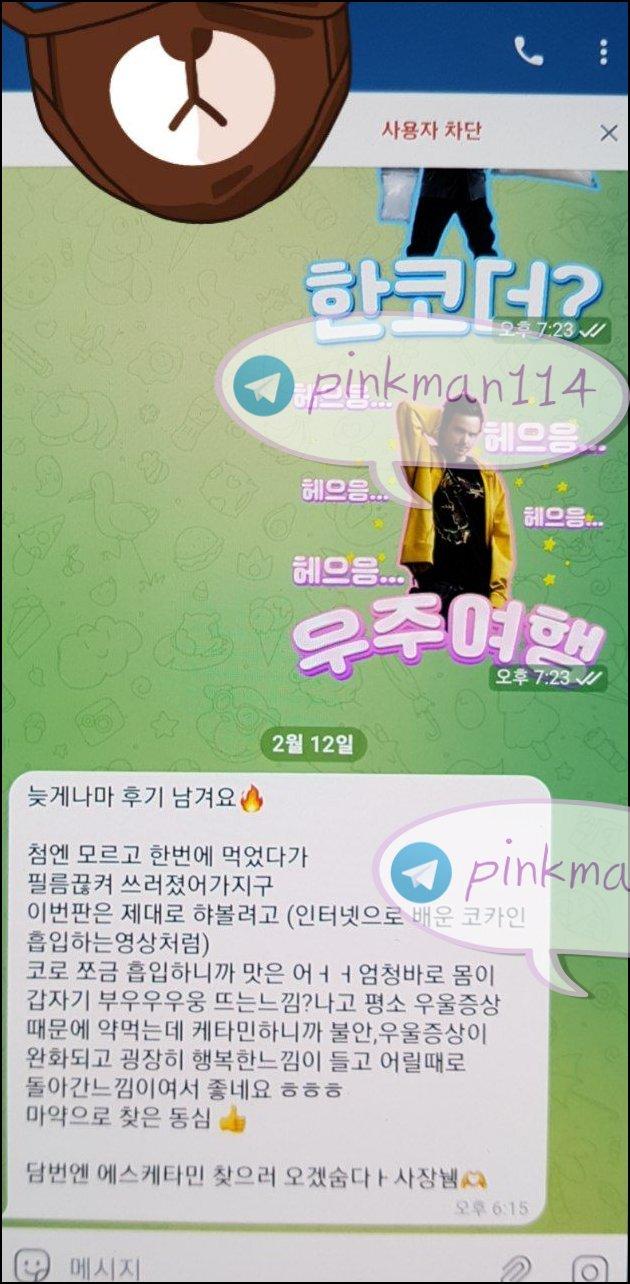 사용자 차단
한코더?
오후 7:23
pinkman114
헤으응...
헤으응...
헤으응...
헤으응...
헤으응...
우주여행
오후 7:23
2월 12일
늦게나마 후기 남겨요🔥
첨엔 모르고 한번에 먹었다가
필름끊켜 쓰러졌어가지구
이번판은 제대로 햐볼려고 (인터넷으로 배운 코카인
흡입하는영상처럼)
코로 쪼금 흡입하니까 맛은 어ㅓㅓ엄청바로 몸이
갑자기 부우우우웅 뜨는느낌?나고 평소 우울증상
때문에 약먹는데 케타민하니까 불안,우울증상이
완화되고 굉장히 행복한느낌이 들고 어릴때로
돌아간느낌이여서 좋네요 ㅎㅎㅎ
마약으로 찾은 동심👍
pinkma
담번엔 에스케타민 찾으러 오겠숨다ㅏ사장뉌🫶
오후 6:15
메시지